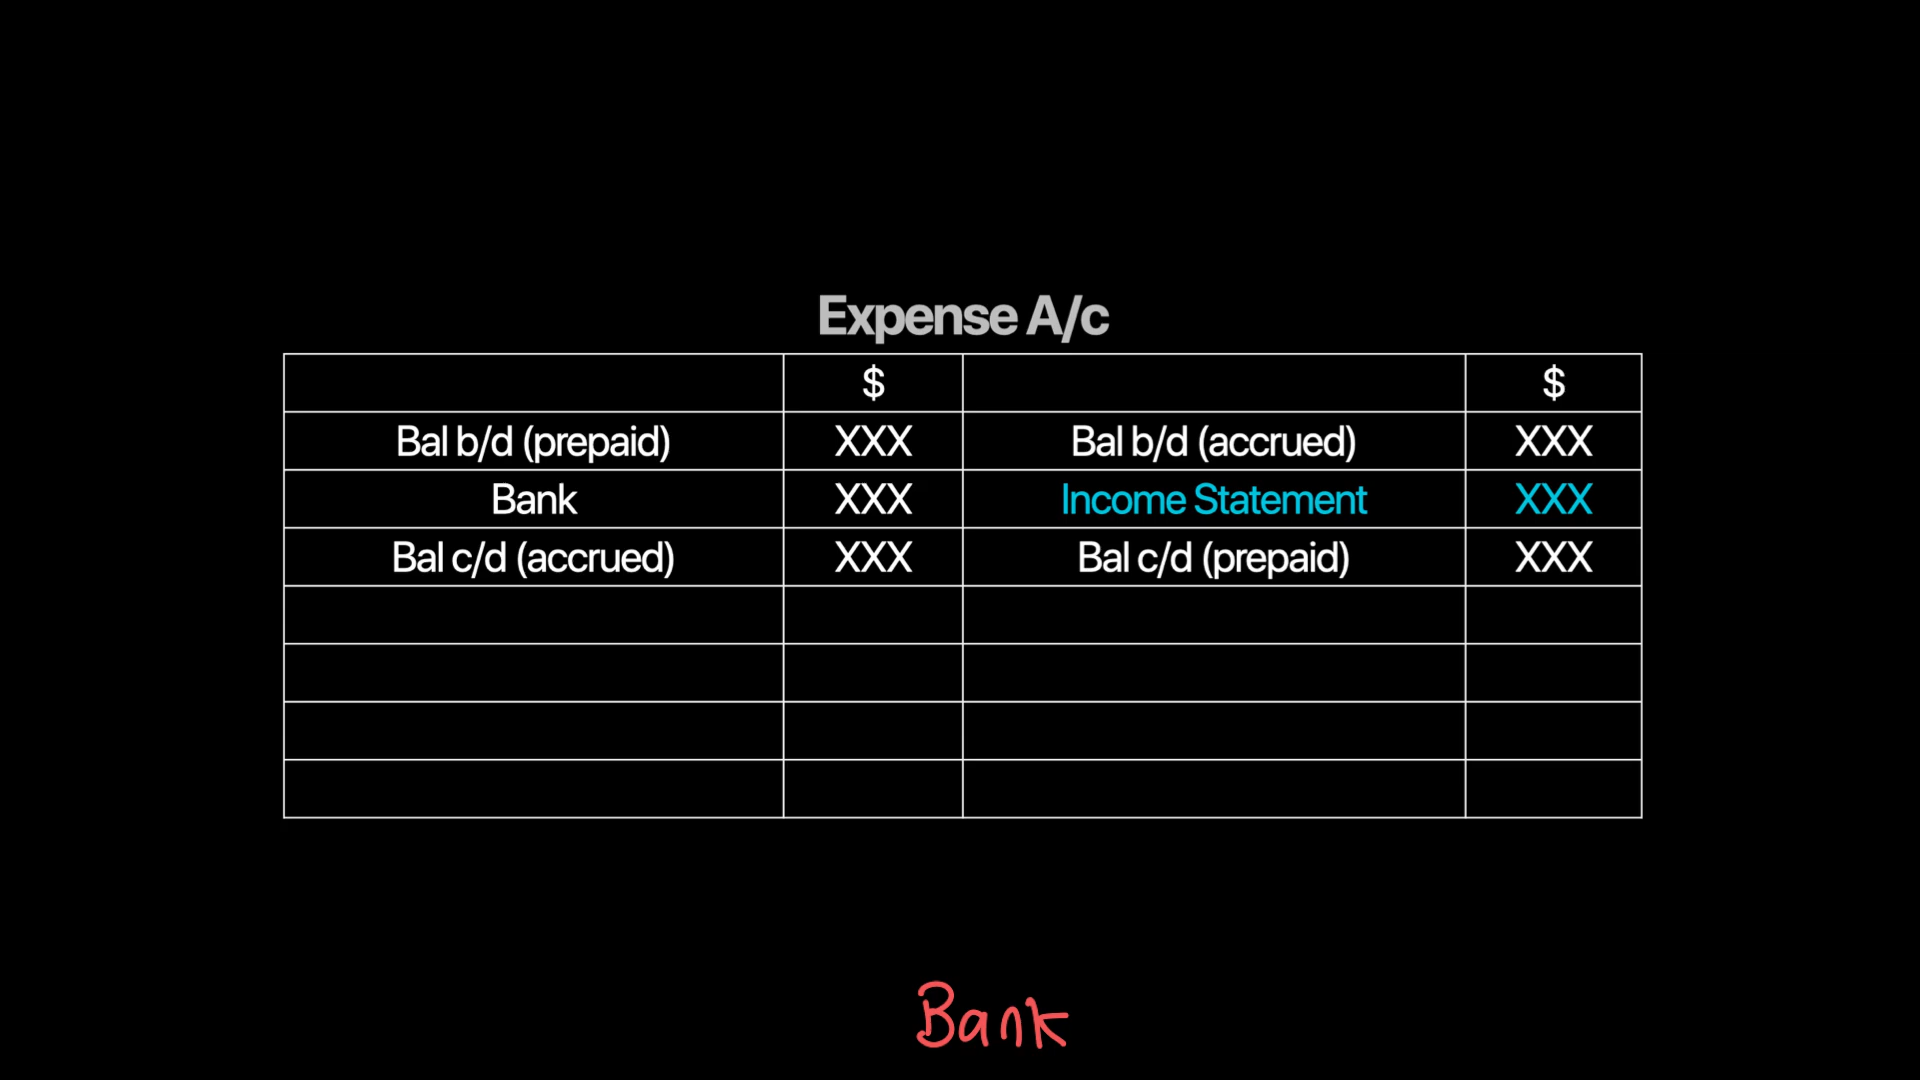 Expense A/c
$ $
Bal b/d (prepaid) XXX Bal b/d (accrued) XXX
Bank XXX Income Statement XXX
Bal c/d (accrued) XXX Bal c/d (prepaid) XXX
Bank